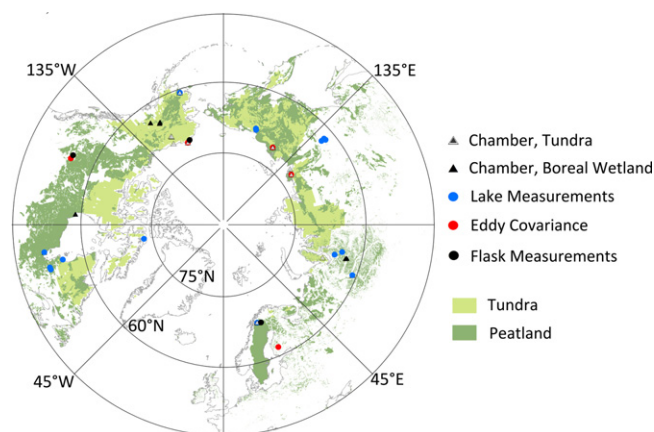 135°W
135°E
Chamber, Tundra
Chamber, Boreal Wetland
Lake Measurements
Eddy Covariance
Flask Measurements
75°N
Tundra
60°N
Peatland
45°W
45°E